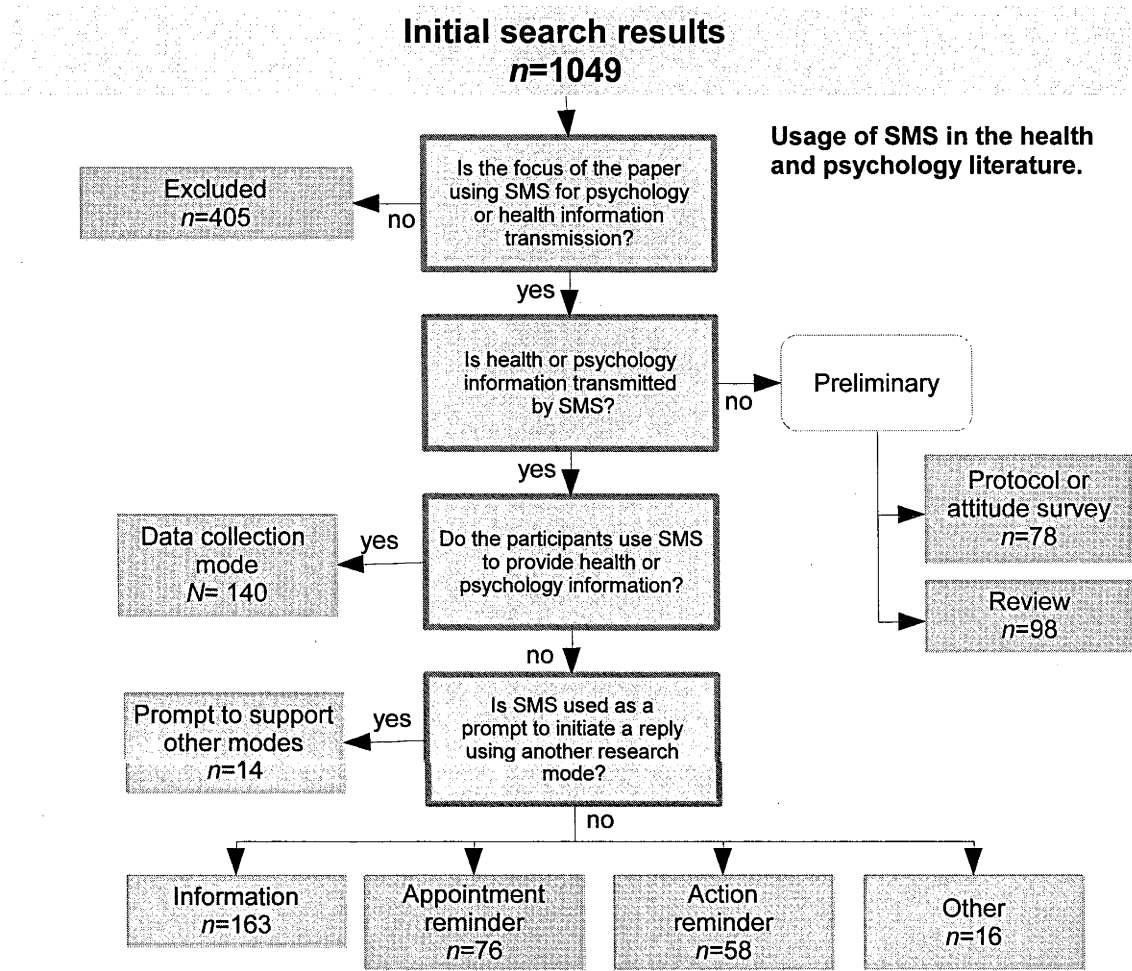 Initial search results
n=1049
Usage of SMS in the health
and psychology literature.
Is the focus of the paper
using SMS for psychology
or health information
transmission?
no
Excluded
n=405
yes
Is health or psychology
information transmitted
by SMS?
no
Preliminary
Protocol or
attitude survey
n=78
Review
n=98
yes
Do the participants use SMS
to provide health or
psychology information?
yes
Data collection
mode
N= 140
no
Is SMS used as a
prompt to initiate a reply
using another research
mode?
yes
Prompt to support
other modes
n=14
no
Information
n=163
Appointment
reminder
n=76
Action
reminder
n=58
Other
n=16